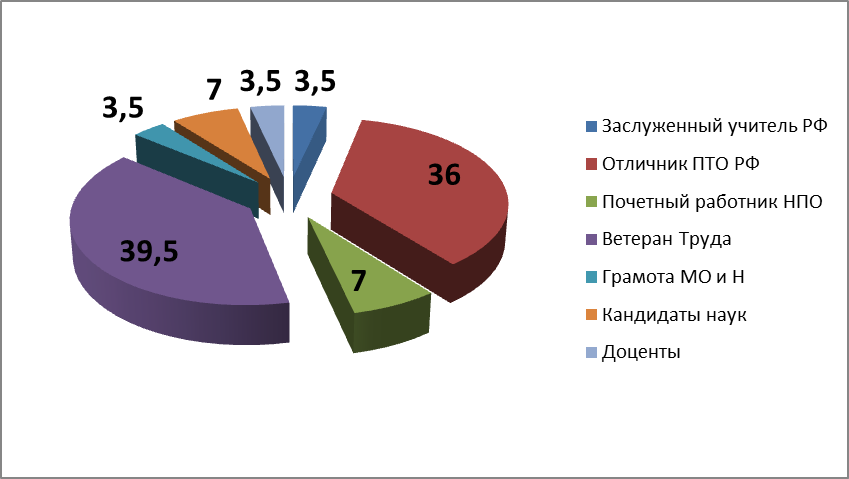 3,5
3,5
7
3,5
36
39,5
7
Заслуженный учитель РФ
Отличник ПТО РФ
Почетный работник НПО
Ветеран Труда
Грамота МО и Н
Кандидаты наук
Доценты